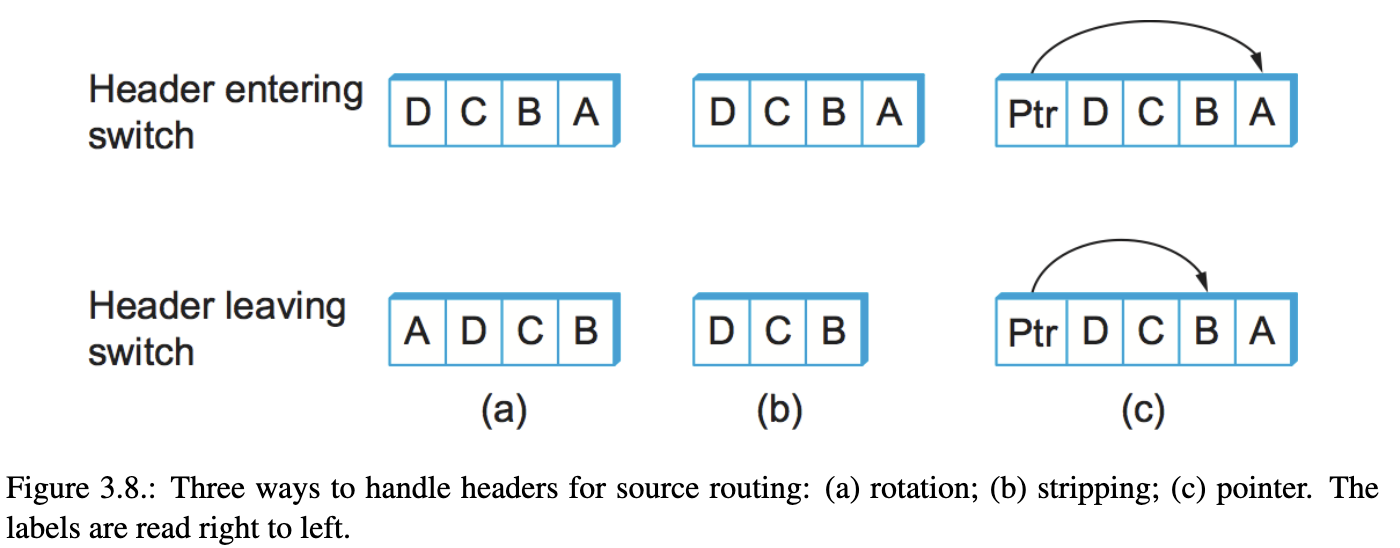 Header entering
switch
D C B A
D C B A
Ptr D C B A
Header leaving
switch
A D C B
D C B
Ptr D C B A
(a)
(b)
(c)
Figure 3.8.: Three ways to handle headers for source routing: (a) rotation; (b) stripping; (c) pointer. The
labels are read right to left.